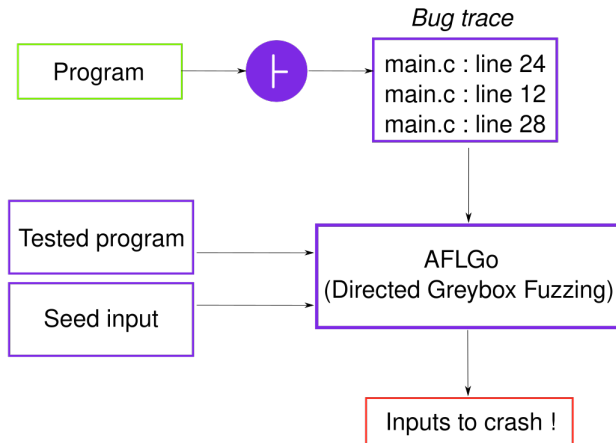 Bug trace
Program
⊢
main.c : line 24
main.c : line 12
main.c : line 28
Tested program
Seed input
AFLGo
(Directed Greybox Fuzzing)
Inputs to crash !